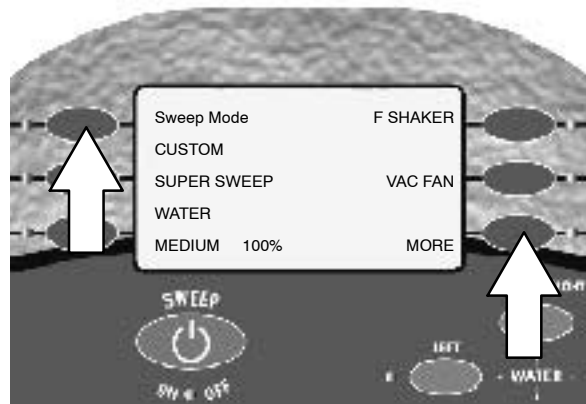 Sweep Mode F SHAKER
CUSTOM
SUPER SWEEP VAC FAN
WATER
MEDIUM 100% MORE
SWEEP
LEFT
ON OFF
WATER